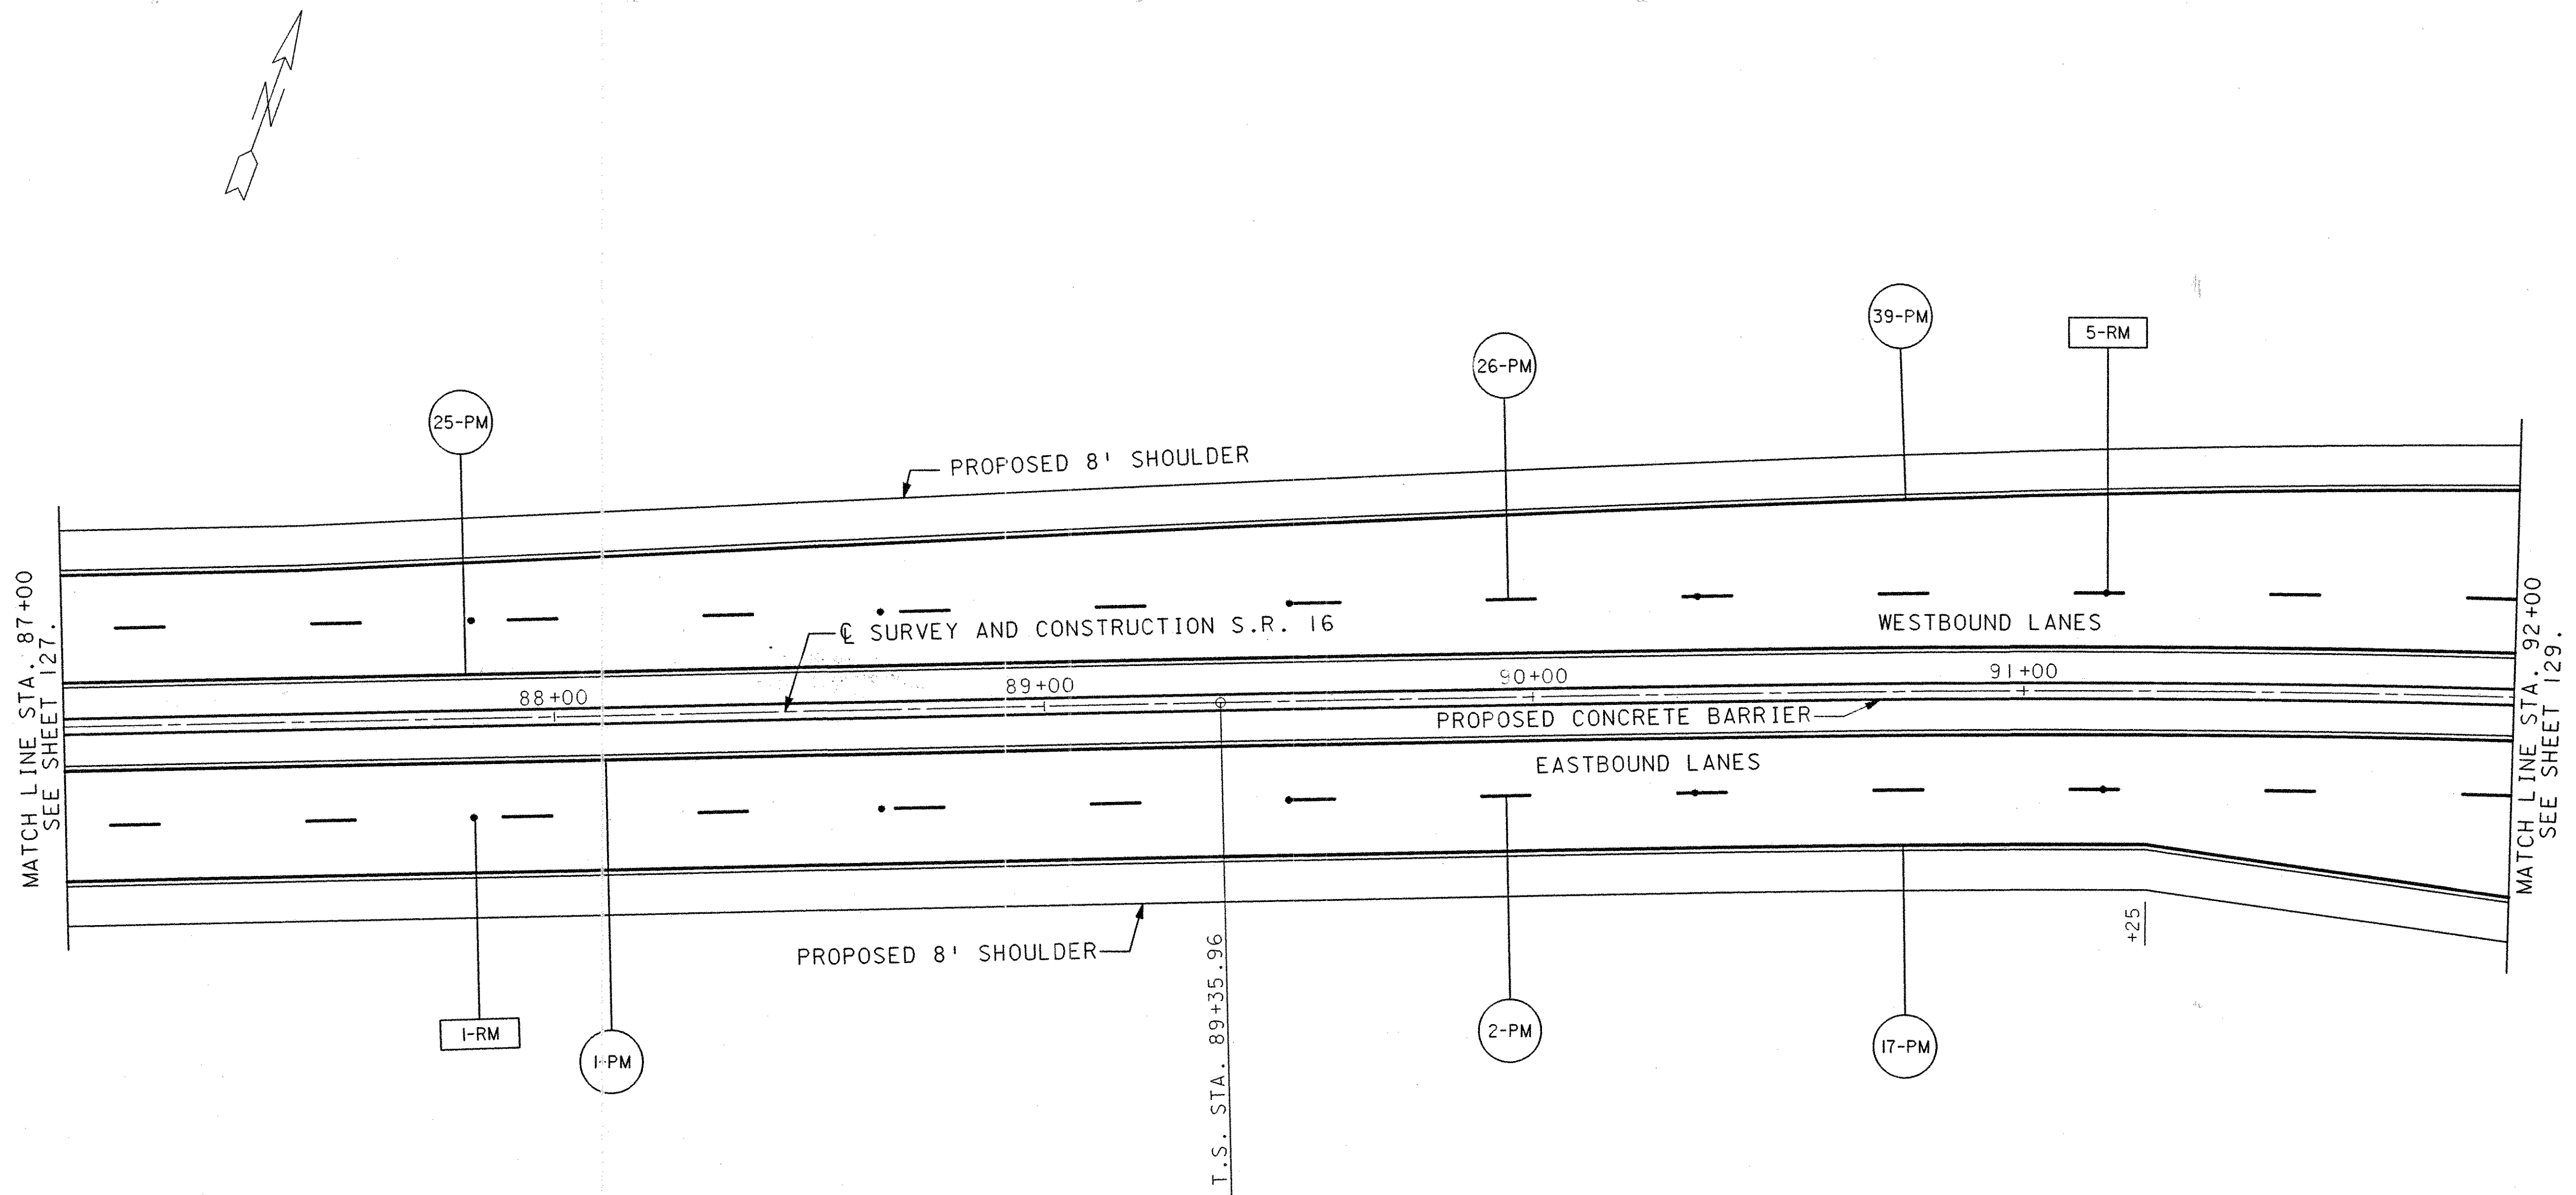 N
39-PM
5-RM
26-PM
25-PM
PROPOSED 8' SHOULDER
MATCH LINE STA. 87+00
SEE SHEET 127.
℄ SURVEY AND CONSTRUCTION S.R. 16
WESTBOUND LANES
88+00
89+00
90+00
91+00
PROPOSED CONCRETE BARRIER
EASTBOUND LANES
MATCH LINE STA. 92+00
SEE SHEET 129.
+25
PROPOSED 8' SHOULDER
T.S. STA. 89+35.96
1-RM
1-PM
2-PM
17-PM